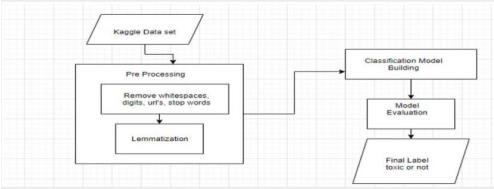 Kaggle Data set
Pre Processing
Remove whitespaces,
digits, url's, stop words
Lemmatization
Classification Model
Building
Model
Evaluation
Final Label
toxic or not